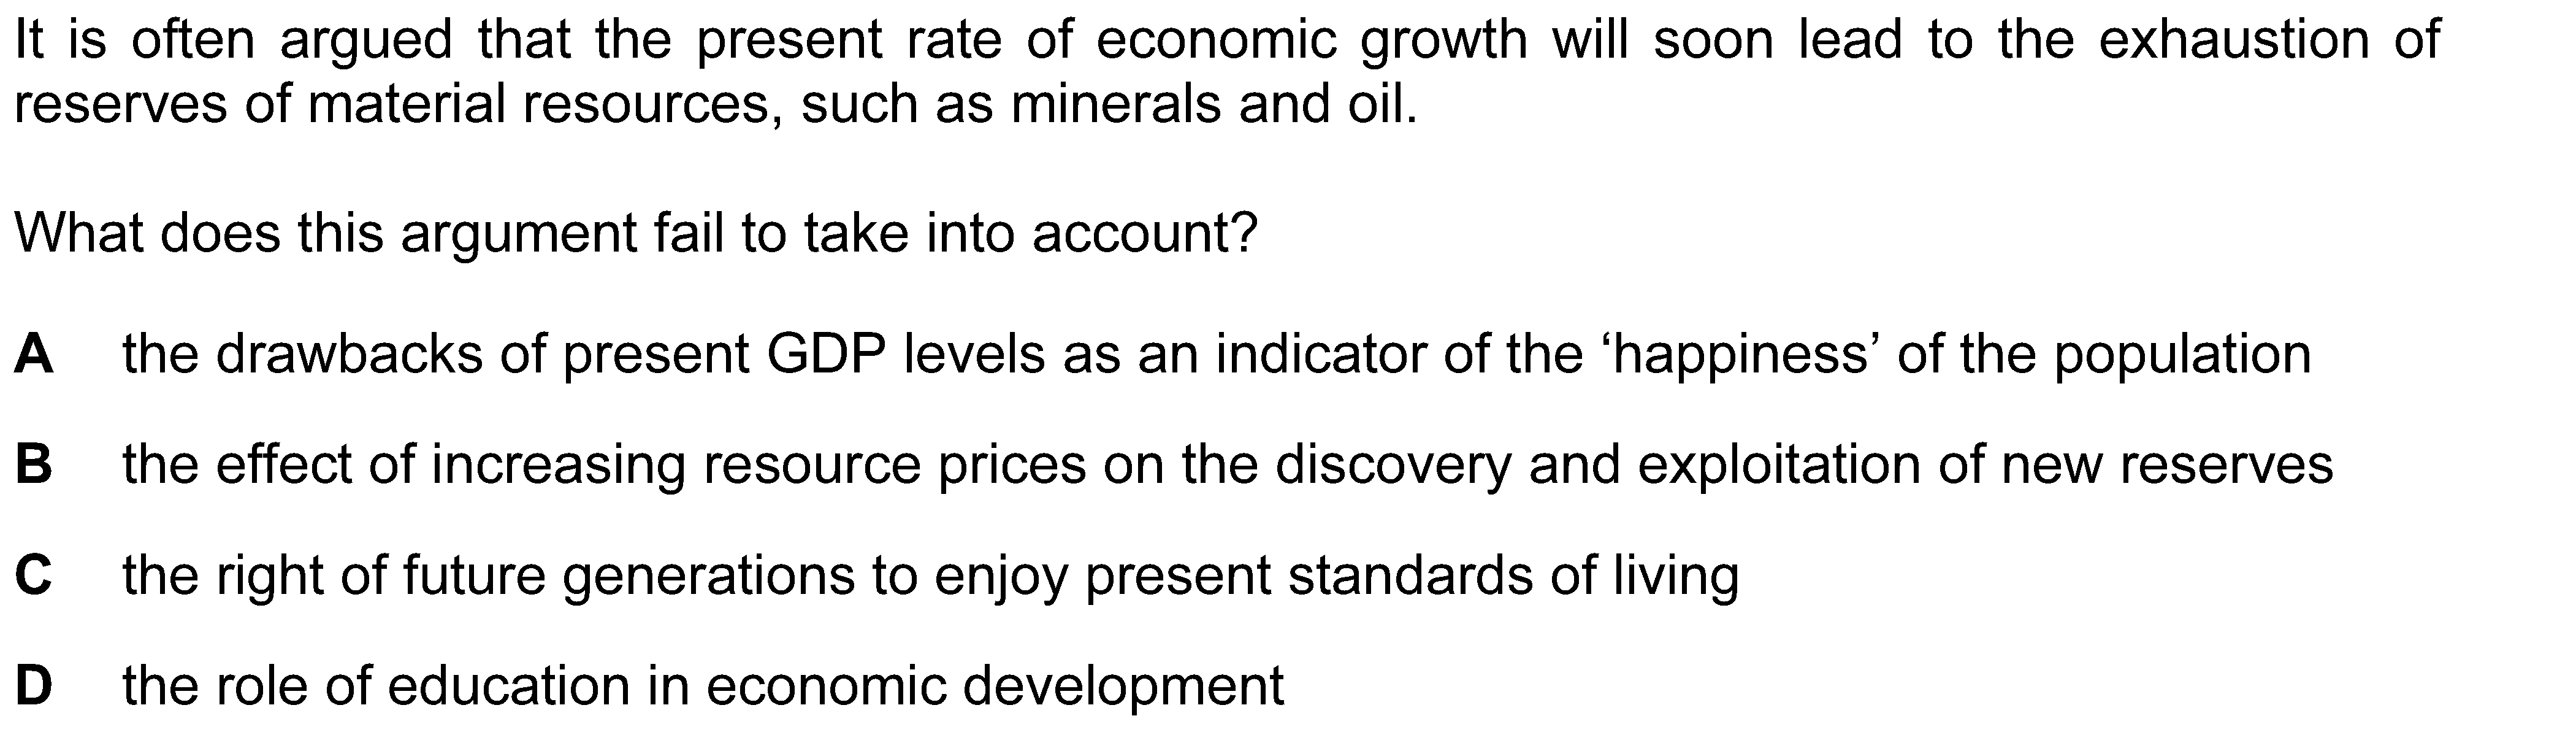 It is often argued that the present rate of economic growth will soon lead to the exhaustion of
reserves of material resources, such as minerals and oil.
What does this argument fail to take into account?
A the drawbacks of present GDP levels as an indicator of the ‘happiness’ of the population
B the effect of increasing resource prices on the discovery and exploitation of new reserves
C the right of future generations to enjoy present standards of living
D the role of education in economic development